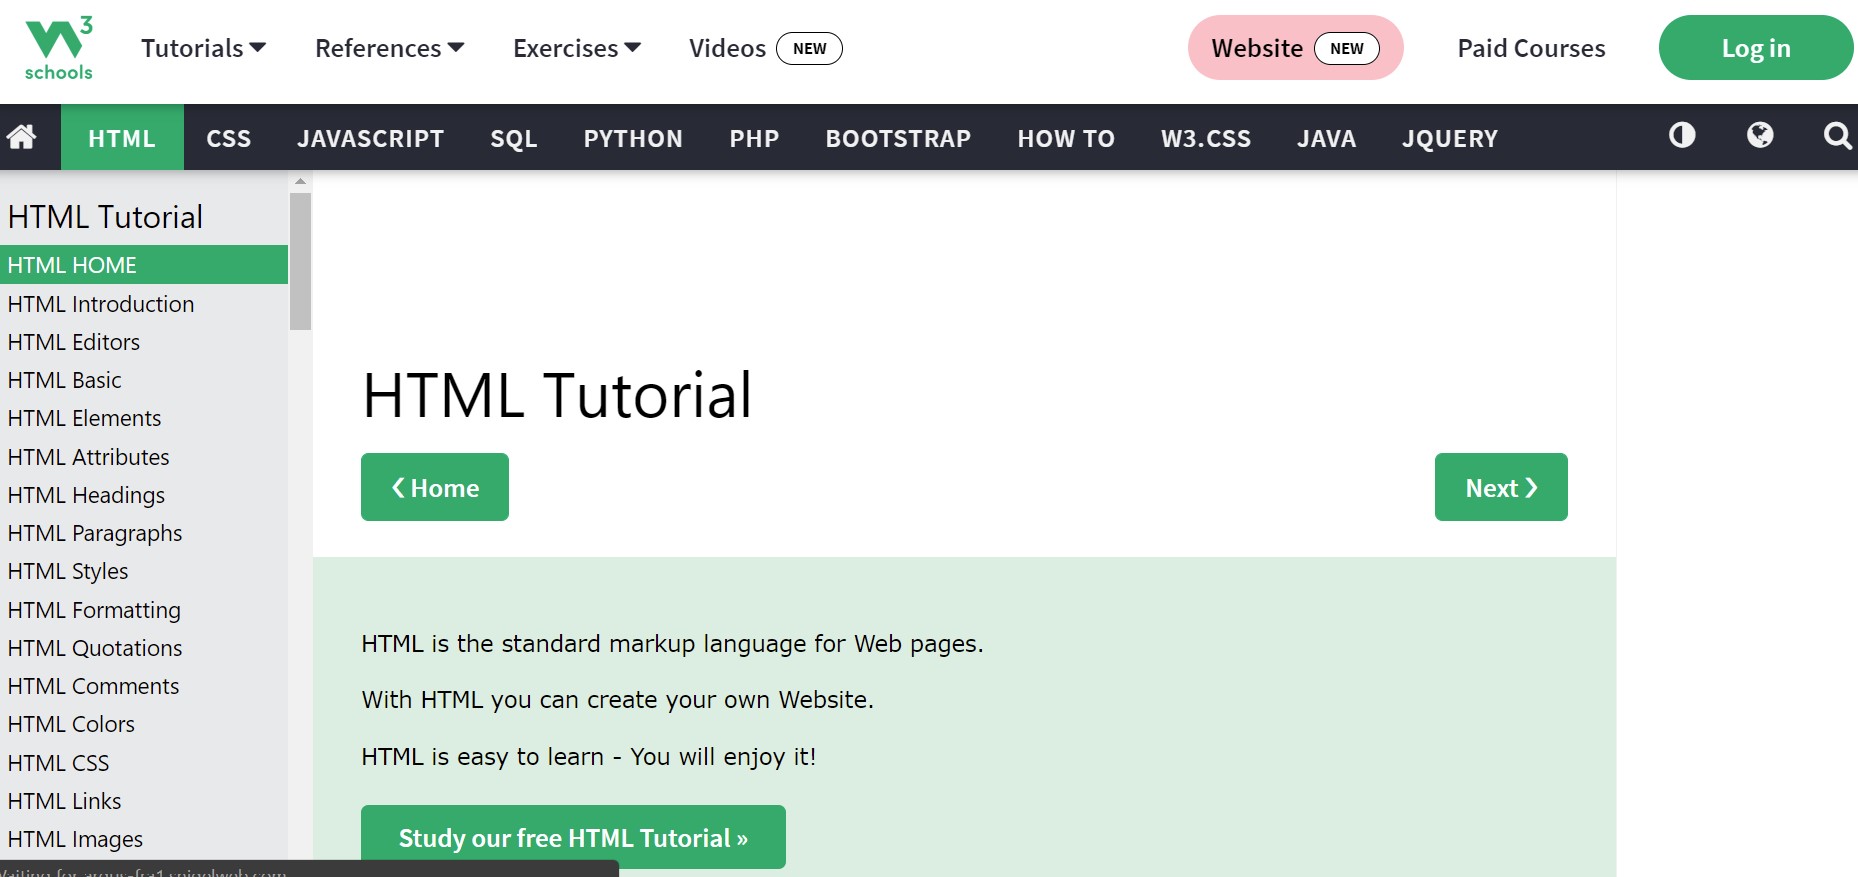 W3
schools
Tutorials
References
Exercises
Videos NEW
Website NEW
Paid Courses
Log in
HTML
CSS
JAVASCRIPT
SQL
PYTHON
PHP
BOOTSTRAP
HOW TO
W3.CSS
JAVA
JQUERY
HTML Tutorial
HTML HOME
HTML Introduction
HTML Editors
HTML Basic
HTML Elements
HTML Attributes
HTML Headings
HTML Paragraphs
HTML Styles
HTML Formatting
HTML Quotations
HTML Comments
HTML Colors
HTML CSS
HTML Links
HTML Images
HTML Tutorial
❮ Home
Next ❯
HTML is the standard markup language for Web pages.
With HTML you can create your own Website.
HTML is easy to learn - You will enjoy it!
Study our free HTML Tutorial »